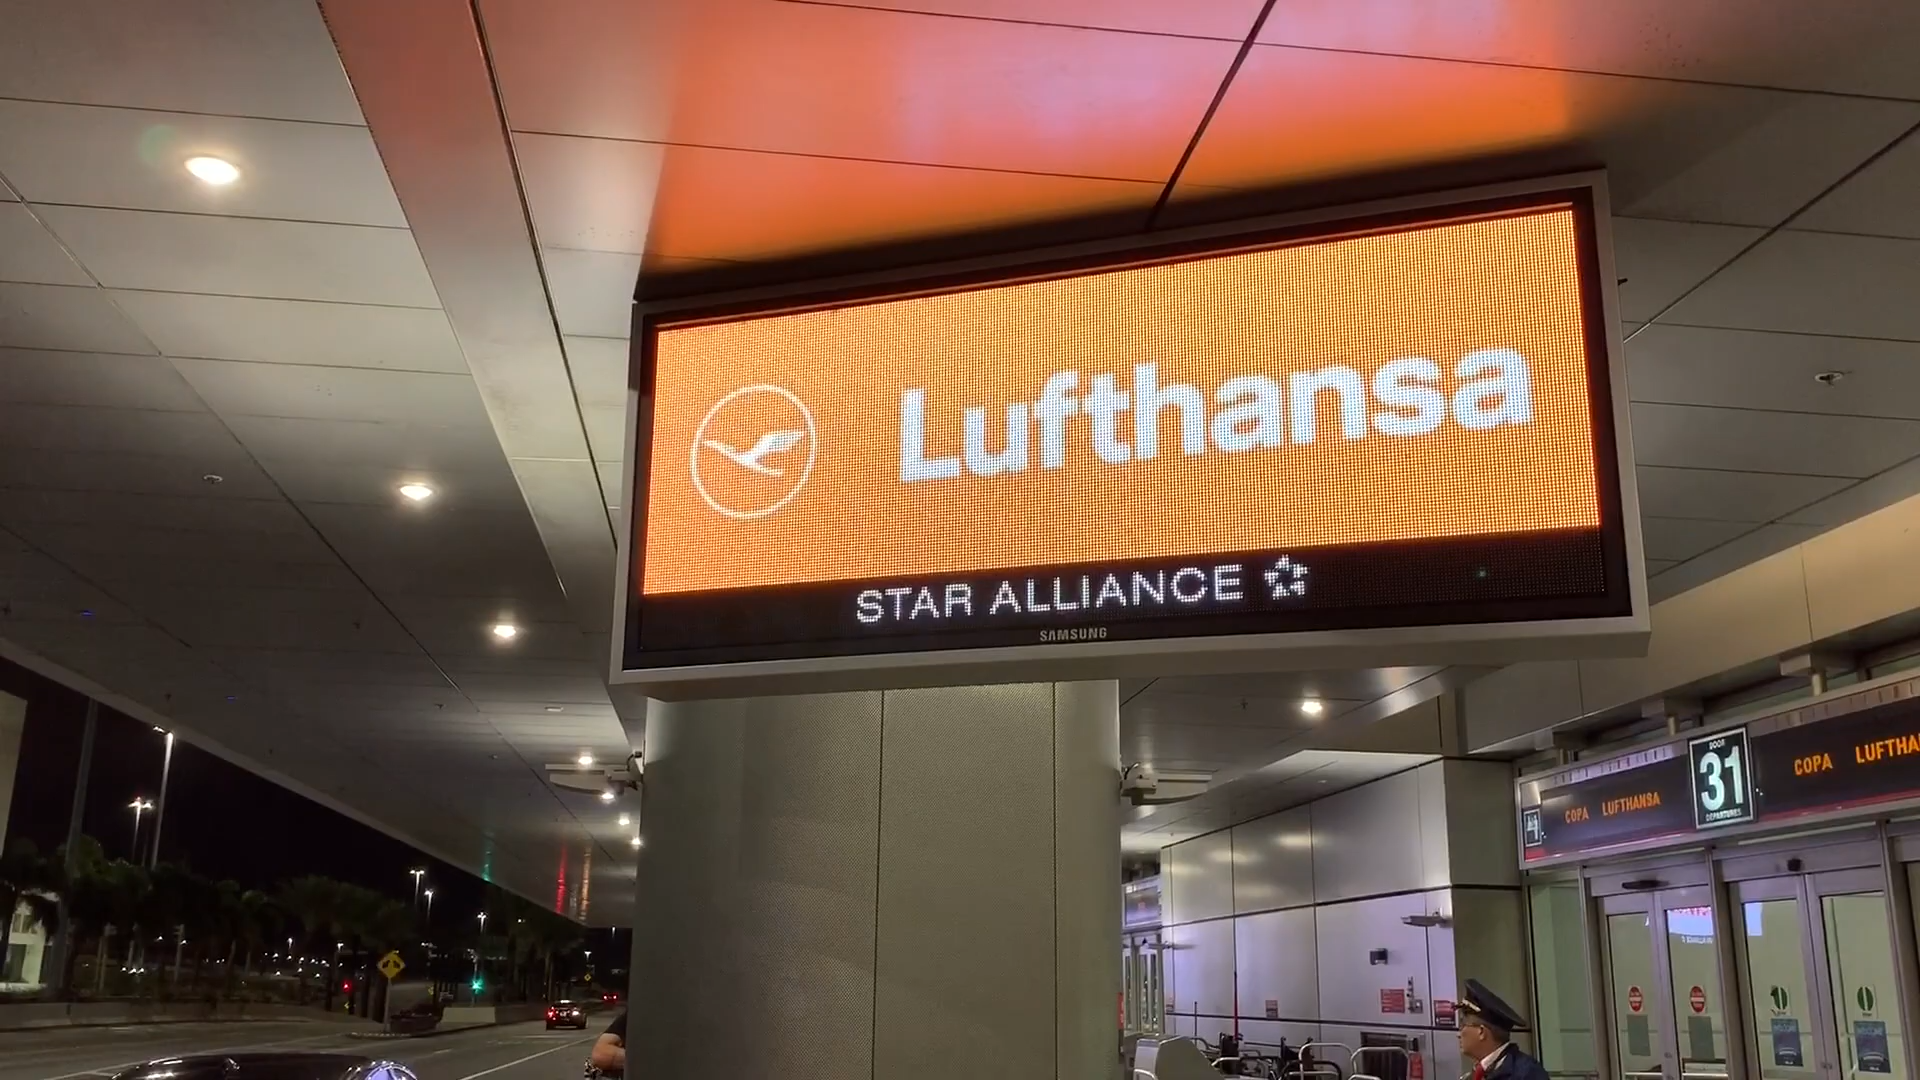 Lufthansa
STAR ALLIANCE
SAMSUNG
COPA LUFTHANSA
DOOR
31
DEPARTURES
COPA LUFTHA